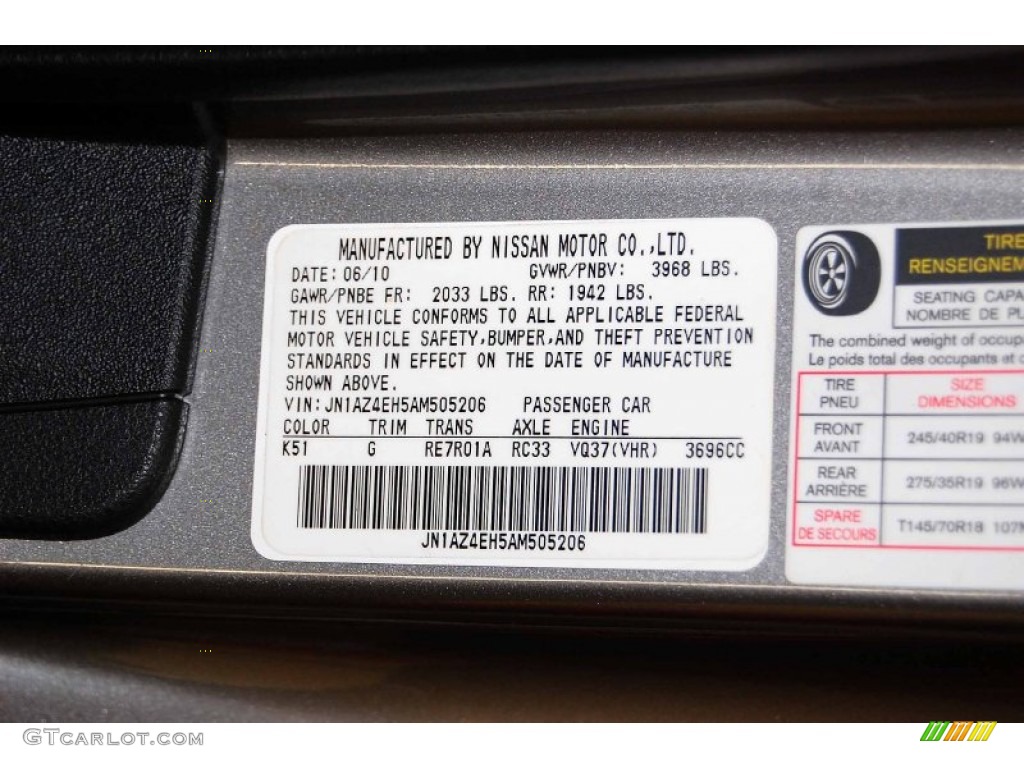 MANUFACTURED BY NISSAN MOTOR CO.,LTD.
DATE: 06/10 GVWR/PNBV: 3968 LBS.
GAWR/PNBE FR: 2033 LBS. RR: 1942 LBS.
THIS VEHICLE CONFORMS TO ALL APPLICABLE FEDERAL
MOTOR VEHICLE SAFETY,BUMPER,AND THEFT PREVENTION
STANDARDS IN EFFECT ON THE DATE OF MANUFACTURE
SHOWN ABOVE.
VIN:JN1AZ4EH5AM505206 PASSENGER CAR
COLOR TRIM TRANS AXLE ENGINE
K51 G RE7R01A RC33 VQ37(VHR) 3696CC
JN1AZ4EH5AM505206
TIRE
RENSEIGNEM
SEATING CAPA
NOMBRE DE PL
The combined weight of occupa
Le poids total des occupants et c
TIRE SIZE
PNEU DIMENSIONS
FRONT
AVANT 245/40R19 94W
REAR
ARRIÈRE 275/35R19 96W
SPARE
DE SECOURS T145/70R18 107M
GTCARLOT.COM